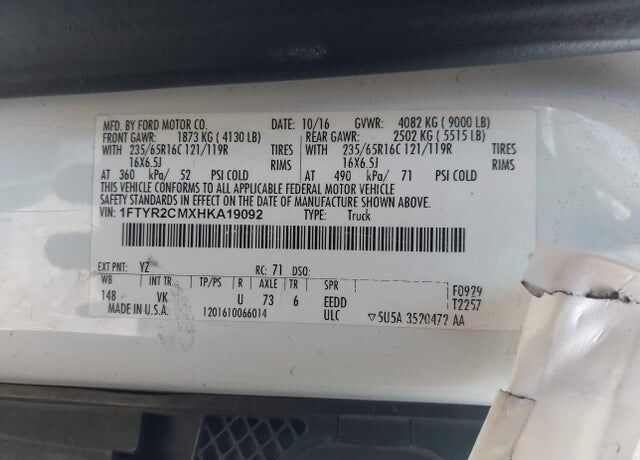 MFD. BY FORD MOTOR CO. DATE: 10/16 GVWR: 4082 KG ( 9000 LB)
FRONT GAWR: 1873 KG ( 4130 LB) REAR GAWR: 2502 KG ( 5515 LB)
WITH 235/65R16C 121/119R TIRES WITH 235/65R16C 121/119R TIRES
16X6.5J RIMS 16X6.5J RIMS
AT 360 kPa/ 52 PSI COLD AT 490 kPa/ 71 PSI COLD
THIS VEHICLE CONFORMS TO ALL APPLICABLE FEDERAL MOTOR VEHICLE
SAFETY STANDARDS IN EFFECT ON THE DATE OF MANUFACTURE SHOWN ABOVE.
VIN: 1FTYR2CMXHKA19092 TYPE: Truck
EXT PNT: YZ RC: 71 DSO:
WB INT TR. TP/PS R AXLE TR SPR
148 VK U 73 6 EEDD
F0929
T2257
MADE IN U.S.A. 1201610066014 ULC ▽5U5A 3520472 AA